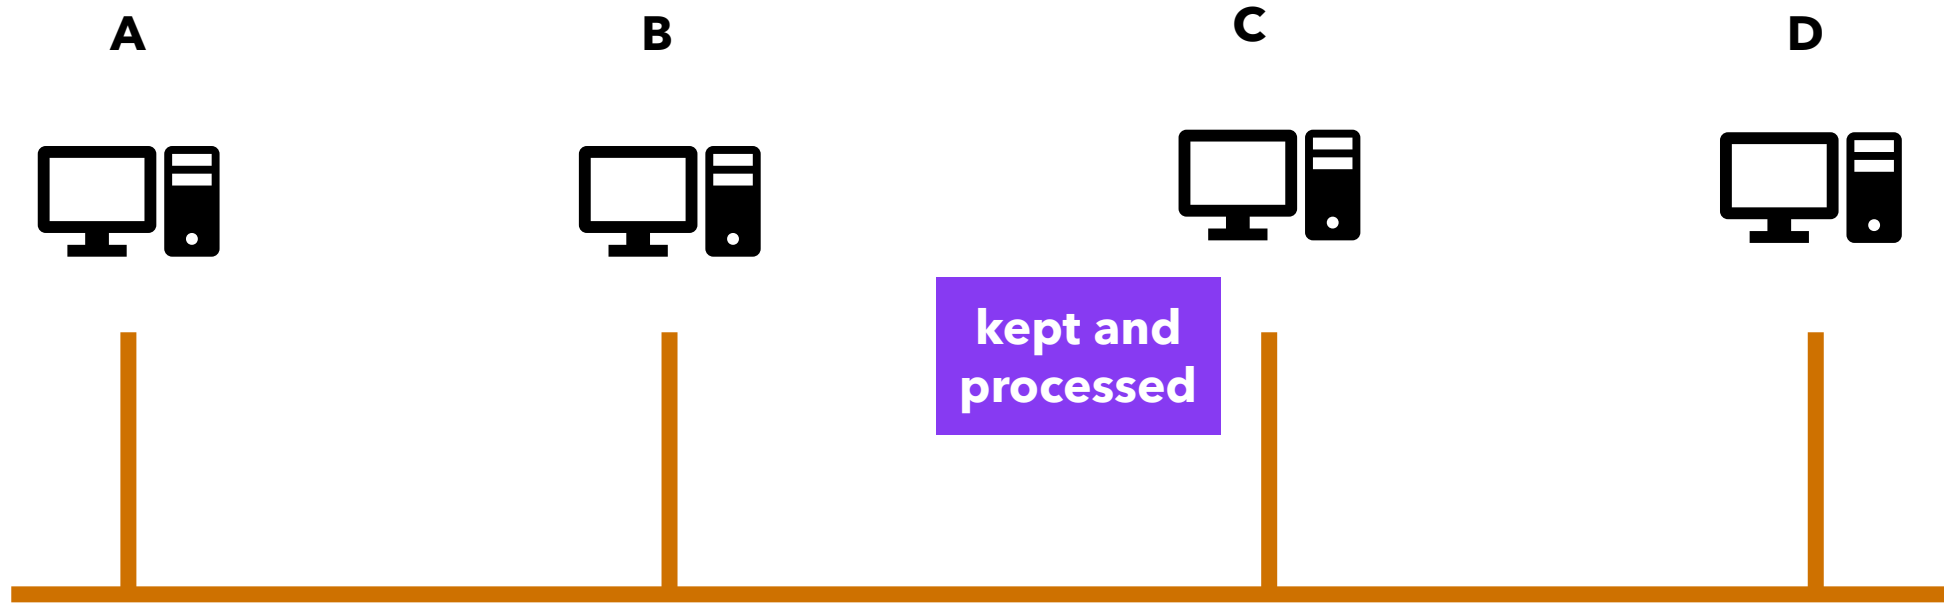 A
B
C
D
kept and
processed